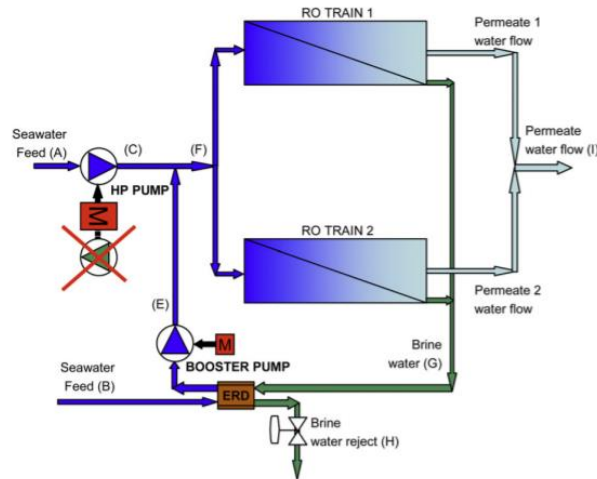 RO TRAIN 1
Permeate 1
water flow
Seawater
Feed (A)
(C)
(F)
HP PUMP
M
Permeate
water flow (I)
RO TRAIN 2
(E)
Permeate 2
water flow
M
BOOSTER PUMP
Brine
water (G)
Seawater
Feed (B)
ERD
Brine
water reject (H)